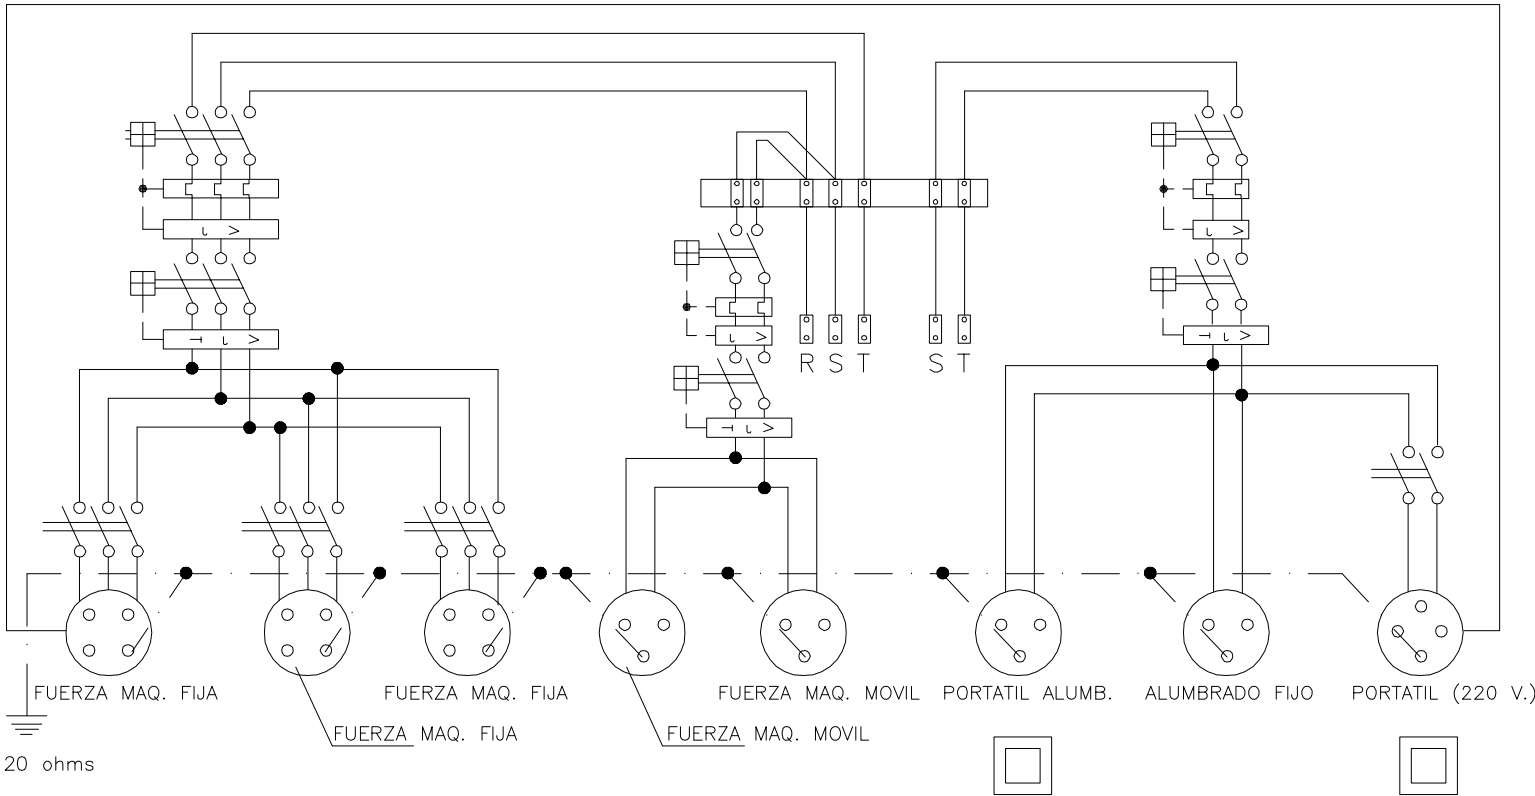 R S T S T
FUERZA MAQ. FIJA FUERZA MAQ. FIJA FUERZA MAQ. MOVIL PORTATIL ALUMB. ALUMBRADO FIJO PORTATIL (220 V.)
FUERZA MAQ. FIJA FUERZA MAQ. MOVIL
20 ohms